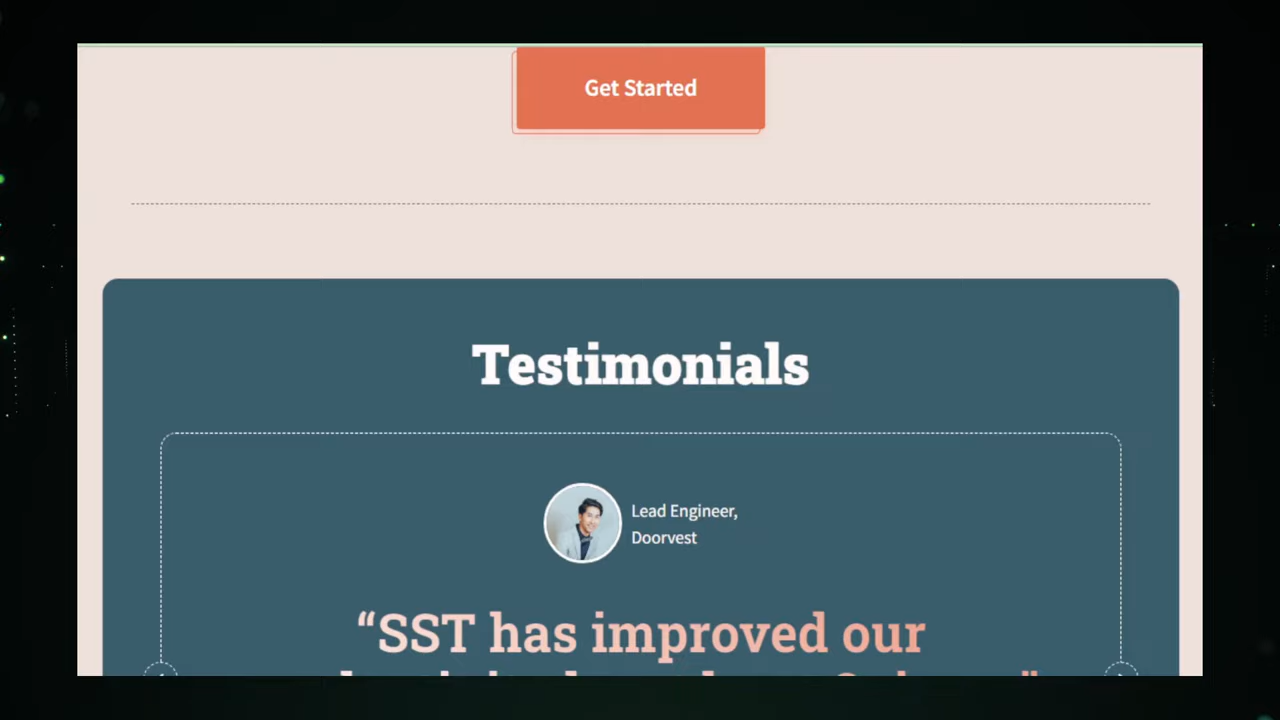 Get Started
Testimonials
Lead Engineer,
Doorvest
“SST has improved our